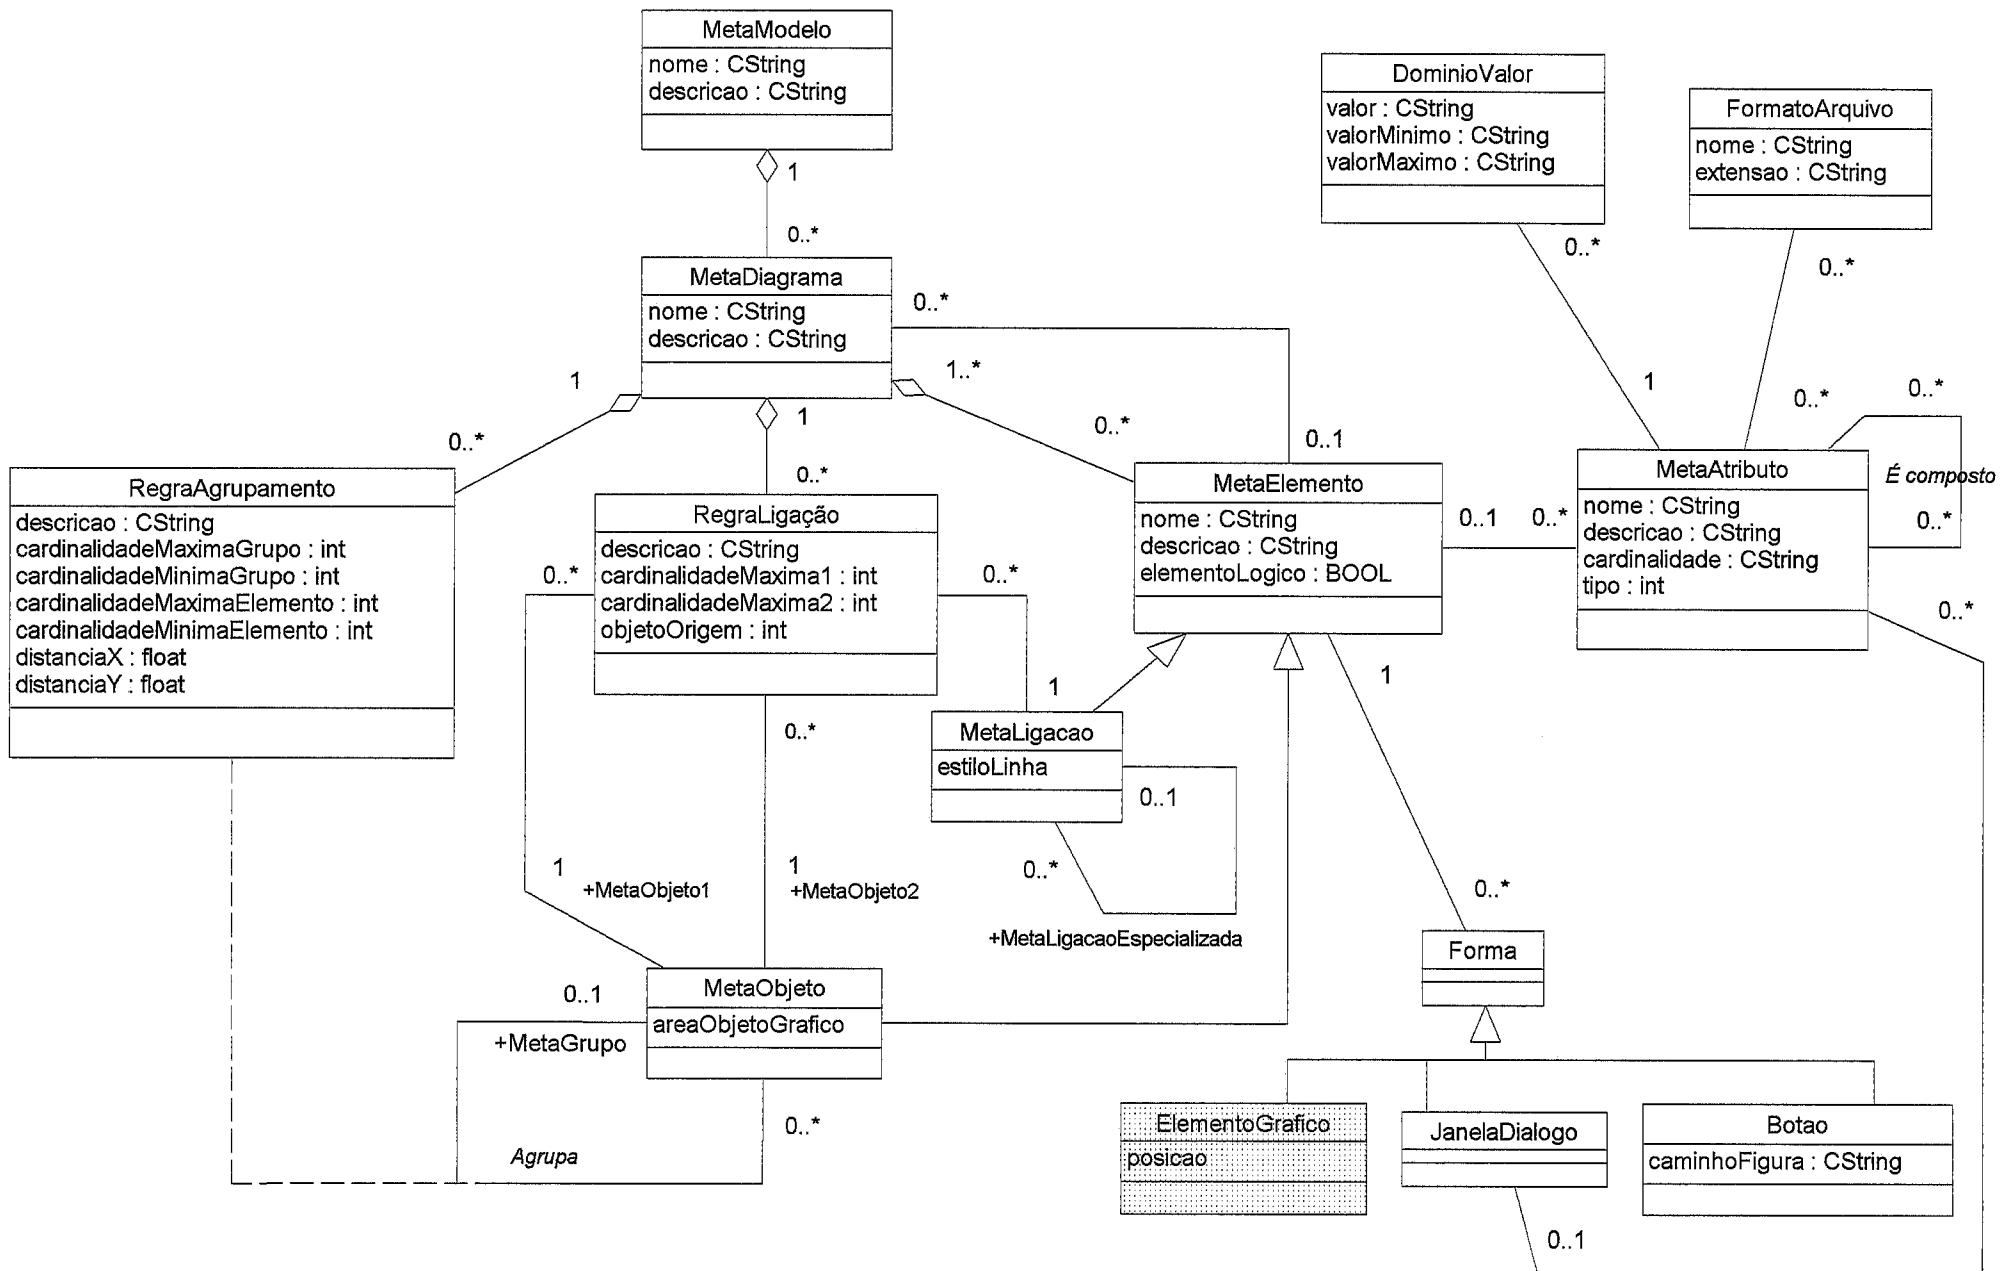 MetaModelo
nome : CString
descricao : CString
1
0..*
DominioValor
valor : CString
valorMinimo : CString
valorMaximo : CString
0..*
1
FormatoArquivo
nome : CString
extensao : CString
0..*
0..*
MetaDiagrama
nome : CString
descricao : CString
0..*
0..1
1..*
0..*
1
0..*
1
0..*
RegraAgrupamento
descricao : CString
cardinalidadeMaximaGrupo : int
cardinalidadeMinimaGrupo : int
cardinalidadeMaximaElemento : int
cardinalidadeMinimaElemento : int
distanciaX : float
distanciaY : float
RegraLigação
descricao : CString
cardinalidadeMaxima1 : int
cardinalidadeMaxima2 : int
objetoOrigem : int
0..*
0..*
0..*
MetaElemento
nome : CString
descricao : CString
elementoLogico : BOOL
0..1
0..*
MetaAtributo
nome : CString
descricao : CString
cardinalidade : CString
tipo : int
0..*
É composto
0..*
0..*
1
1
MetaLigacao
estiloLinha
0..1
0..*
+MetaLigacaoEspecializada
1
+MetaObjeto1
1
+MetaObjeto2
MetaObjeto
areaObjetoGrafico
0..1
+MetaGrupo
0..*
Agrupa
0..*
Forma
ElementoGrafico
posicao
JanelaDialogo
Botao
caminhoFigura : CString
0..1